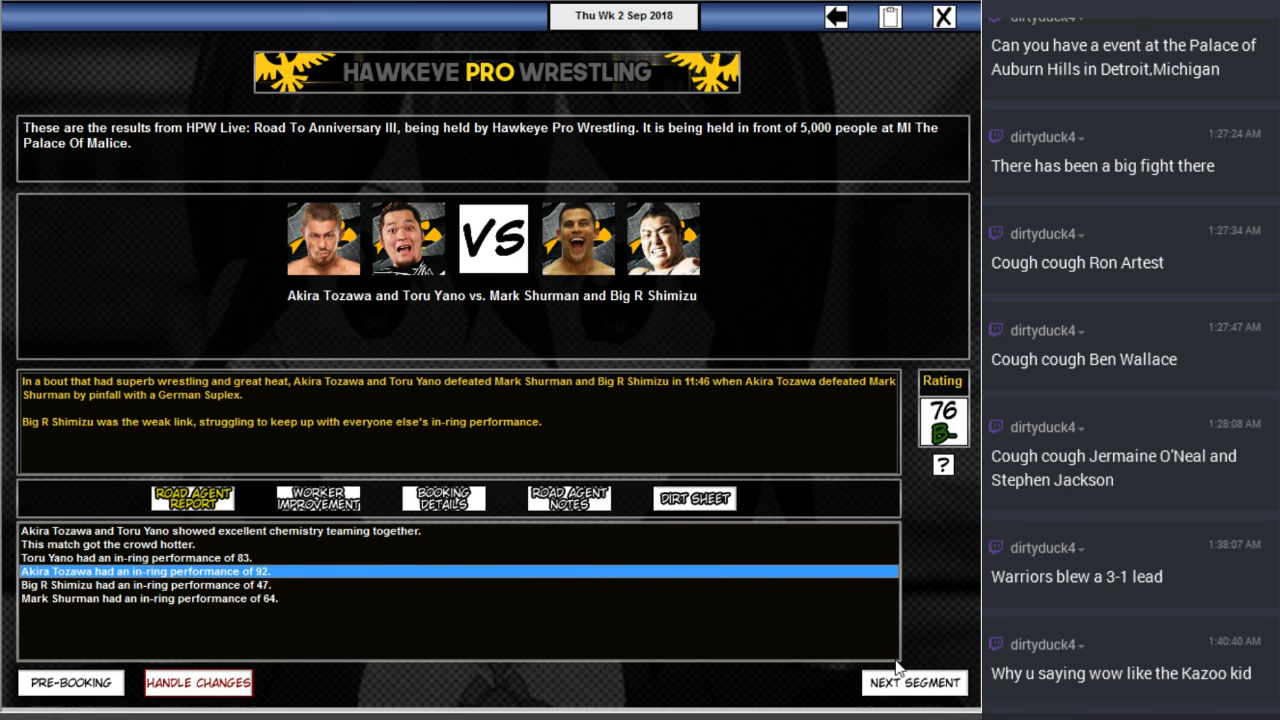 Thu Wk 2 Sep 2018
HAWKEYE PRO WRESTLING
These are the results from HPW Live: Road To Anniversary III, being held by Hawkeye Pro Wrestling. It is being held in front of 5,000 people at MI The
Palace Of Malice.
VS
Akira Tozawa and Toru Yano vs. Mark Shurman and Big R Shimizu
In a bout that had superb wrestling and great heat, Akira Tozawa and Toru Yano defeated Mark Shurman and Big R Shimizu in 11:46 when Akira Tozawa defeated Mark
Shurman by pinfall with a German Suplex.
Big R Shimizu was the weak link, struggling to keep up with everyone else's in-ring performance.
Rating
76
B-
?
ROAD AGENT
REPORT
WORKER
IMPROVEMENT
BOOKING
DETAILS
ROAD AGENT
NOTES
DIRT SHEET
Akira Tozawa and Toru Yano showed excellent chemistry teaming together.
This match got the crowd hotter.
Toru Yano had an in-ring performance of 83.
Akira Tozawa had an in-ring performance of 92.
Big R Shimizu had an in-ring performance of 47.
Mark Shurman had an in-ring performance of 64.
PRE-BOOKING
HANDLE CHANGES
NEXT SEGMENT
dirtyduck4
Can you have a event at the Palace of
Auburn Hills in Detroit,Michigan
dirtyduck4 1:27:24 AM
There has been a big fight there
dirtyduck4 1:27:34 AM
Cough cough Ron Artest
dirtyduck4 1:27:47 AM
Cough cough Ben Wallace
dirtyduck4 1:28:08 AM
Cough cough Jermaine O'Neal and
Stephen Jackson
dirtyduck4 1:38:07 AM
Warriors blew a 3-1 lead
dirtyduck4 1:40:40 AM
Why u saying wow like the Kazoo kid